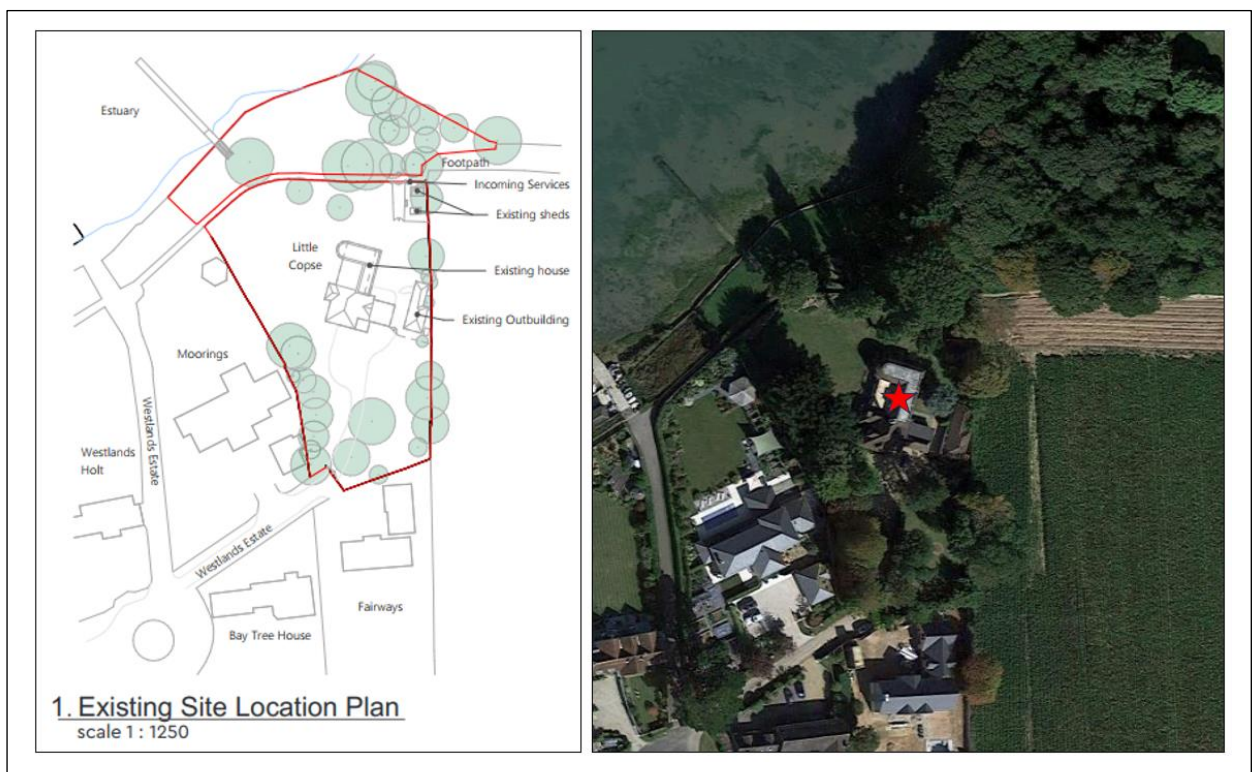 Estuary
Footpath
Incoming Services
Existing sheds
Little
Copse
Existing house
Existing Outbuilding
Moorings
Westlands Estate
Westlands
Holt
Westlands Estate
Fairways
Bay Tree House
1. Existing Site Location Plan
scale 1 : 1250